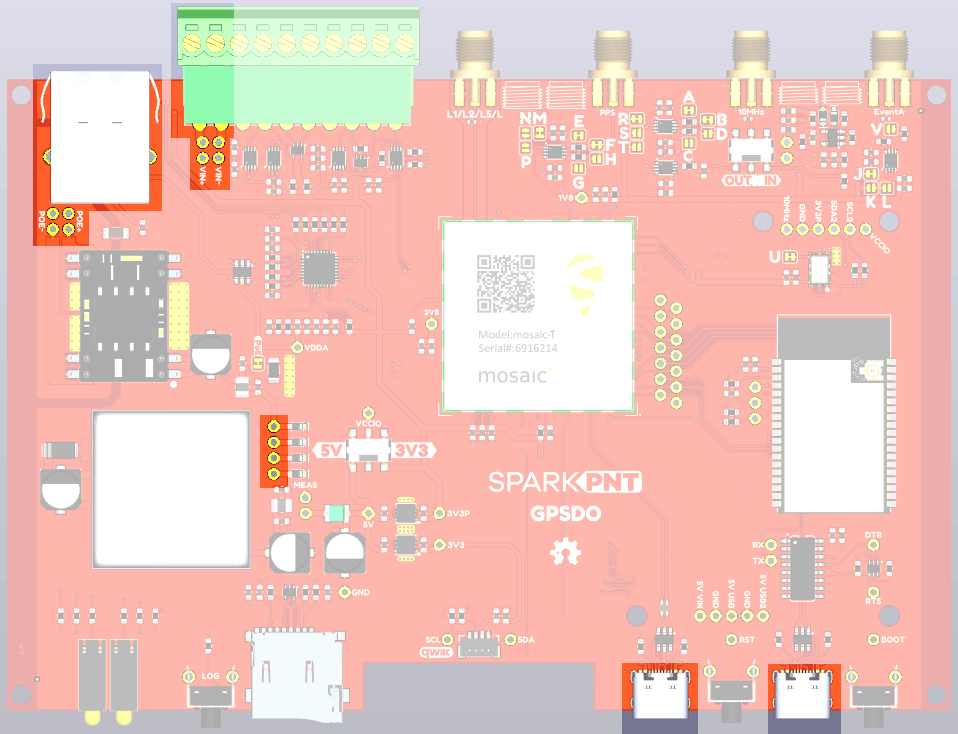 L1/L2/L5/L
PPS
10MHz
EventA
N M
P
E
F
H
G
R
S
T
A
B
D
C
V
J
K L
OUT IN
1V8
VIN+
VIN-
POE-
POE+
10MHz
GND
3V3P
SDA2
SCL2
VCCIO
U
Model:mosaic-T
Serial#:6916214
mosaic
2V8
PoE
VDDA
VCCIO
5V
3V3
MEAS
5V
3V3P
3V3
GND
SPARKPNT
GPSDO
RX
TX
DTR
RTS
5V VIN
GND
5V USB
GND
5V USB2
RST
BOOT
SCL
SDA
QWIIC
LOG
1